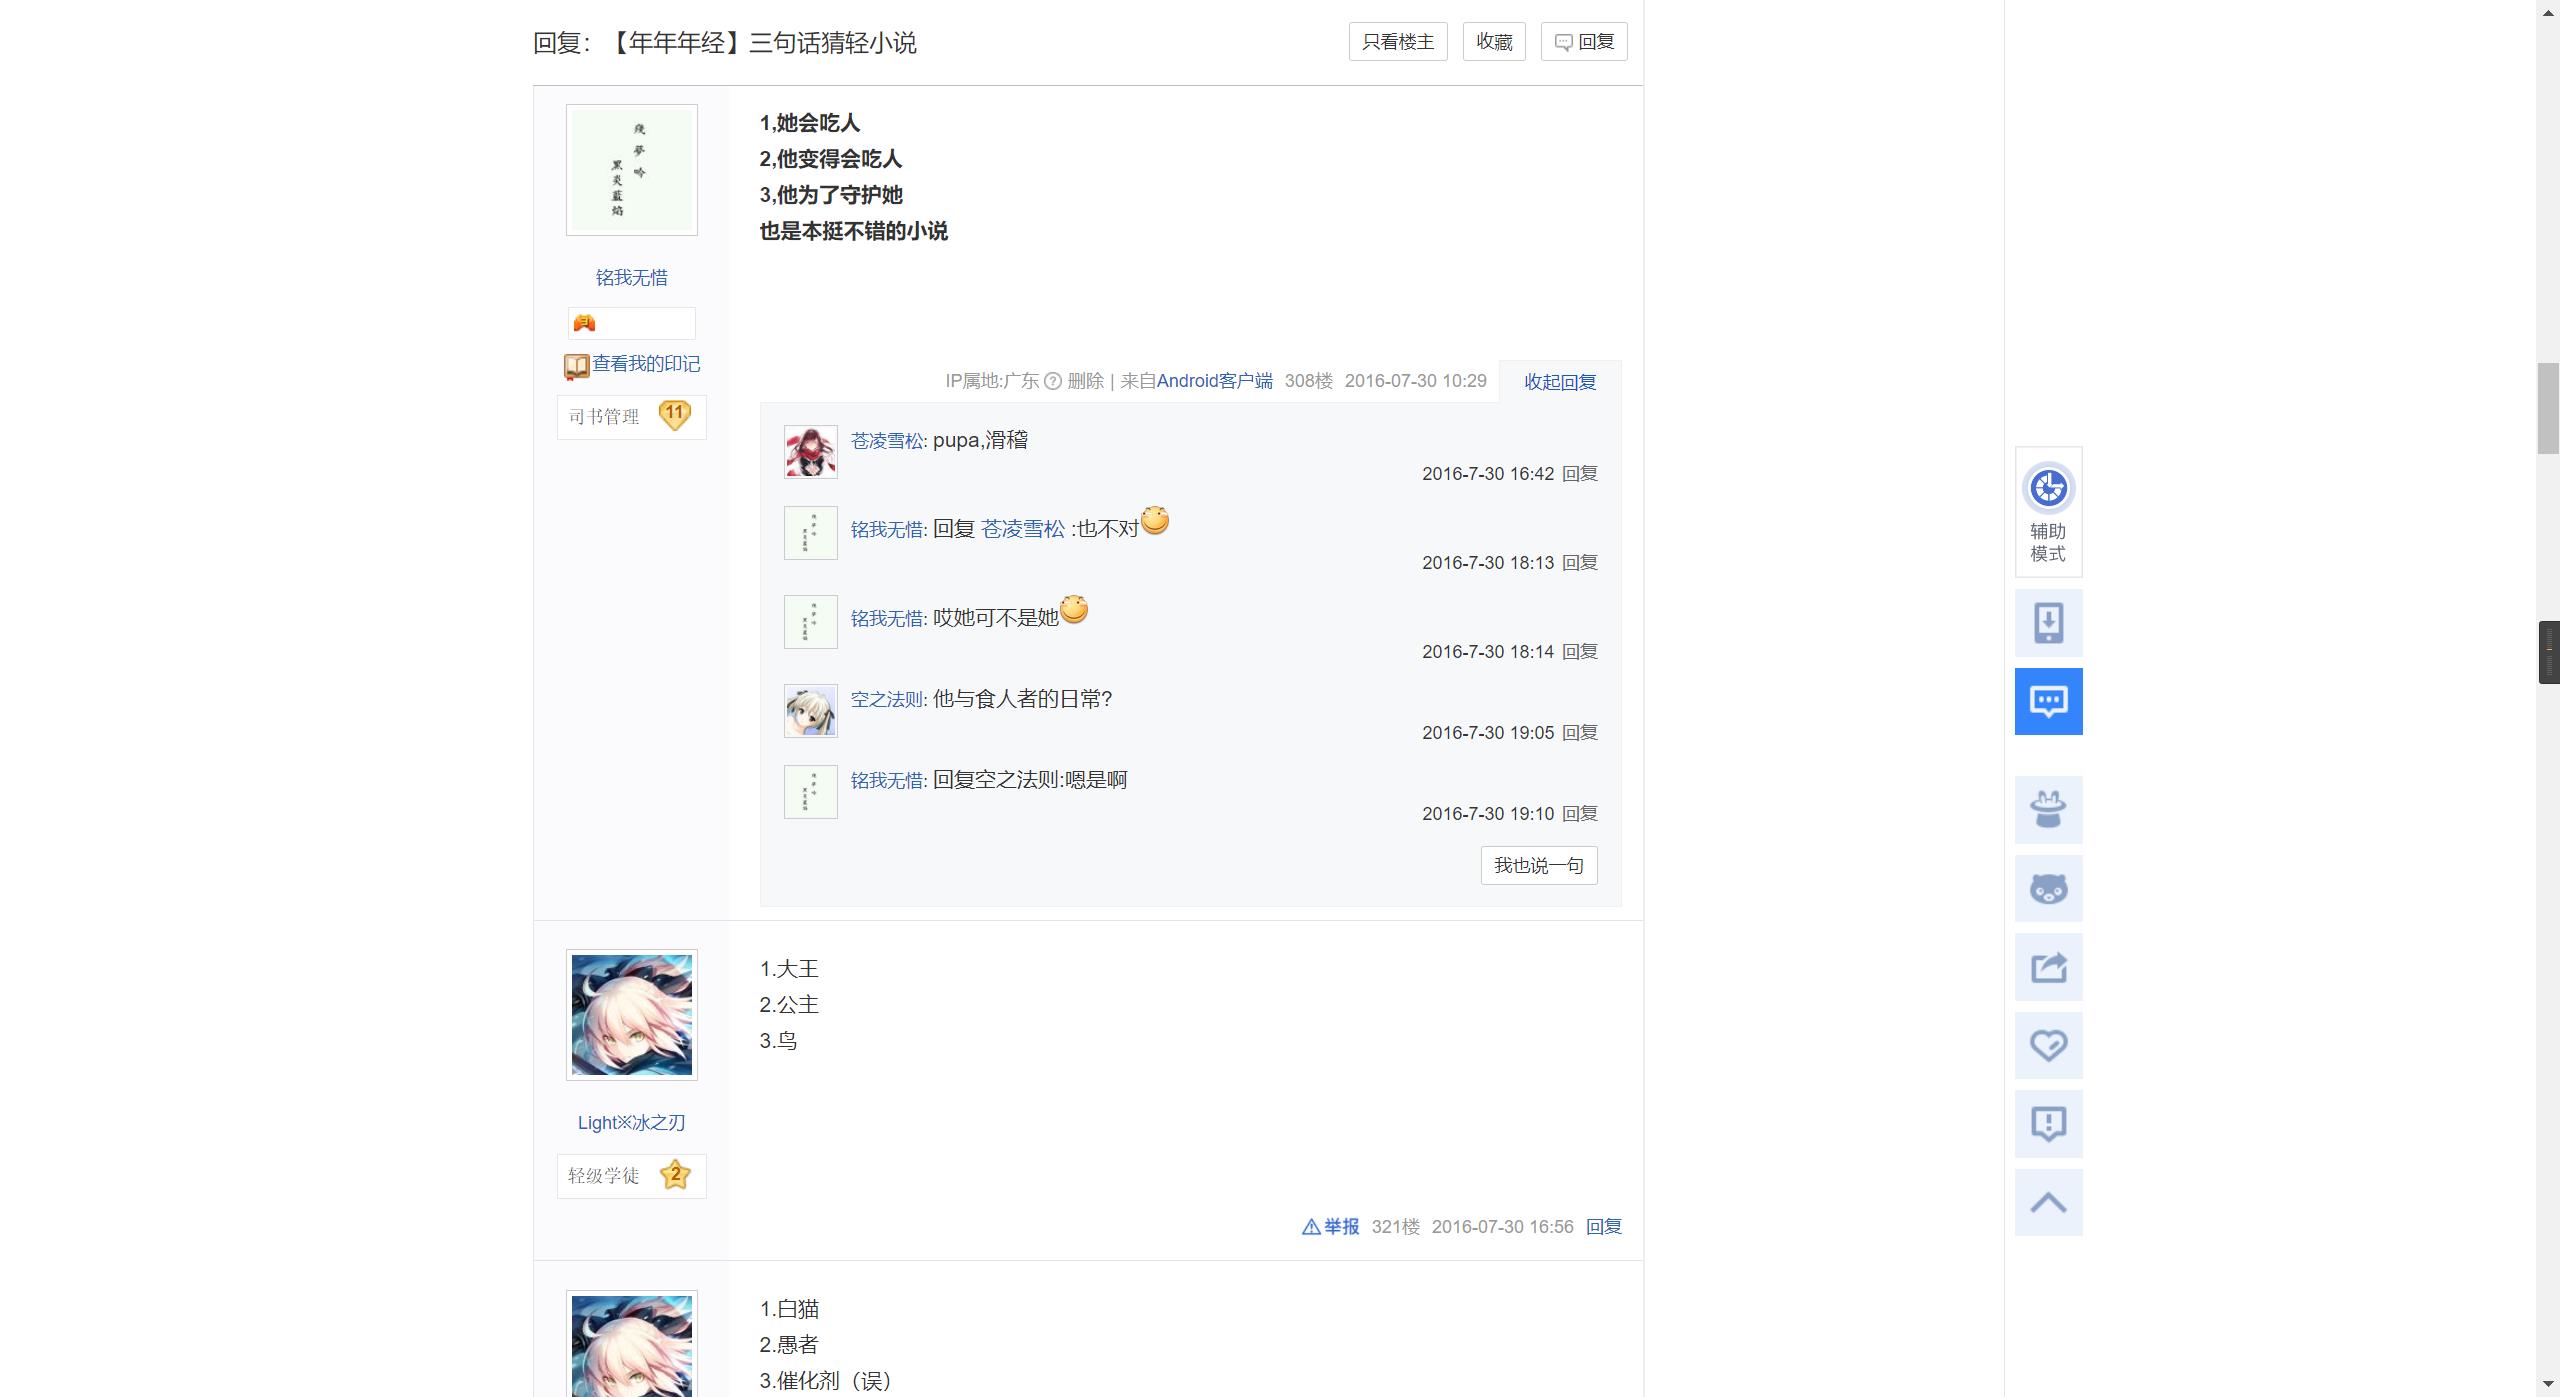 回复：【年年年经】三句话猜轻小说
只看楼主
收藏
回复
残梦吟
黑炎蓝焰
铭我无惜
查看我的印记
司书管理 11
1,她会吃人
2,他变得会吃人
3,他为了守护她
也是本挺不错的小说
IP属地:广东 删除 | 来自Android客户端 308楼 2016-07-30 10:29 收起回复
苍凌雪松: pupa,滑稽
2016-7-30 16:42 回复
铭我无惜: 回复 苍凌雪松 :也不对
2016-7-30 18:13 回复
铭我无惜: 哎她可不是她
2016-7-30 18:14 回复
空之法则: 他与食人者的日常?
2016-7-30 19:05 回复
铭我无惜: 回复空之法则:嗯是啊
2016-7-30 19:10 回复
我也说一句
Light※冰之刃
轻级学徒 2
1.大王
2.公主
3.鸟
举报 321楼 2016-07-30 16:56 回复
1.白猫
2.愚者
3.催化剂（误）
辅助
模式